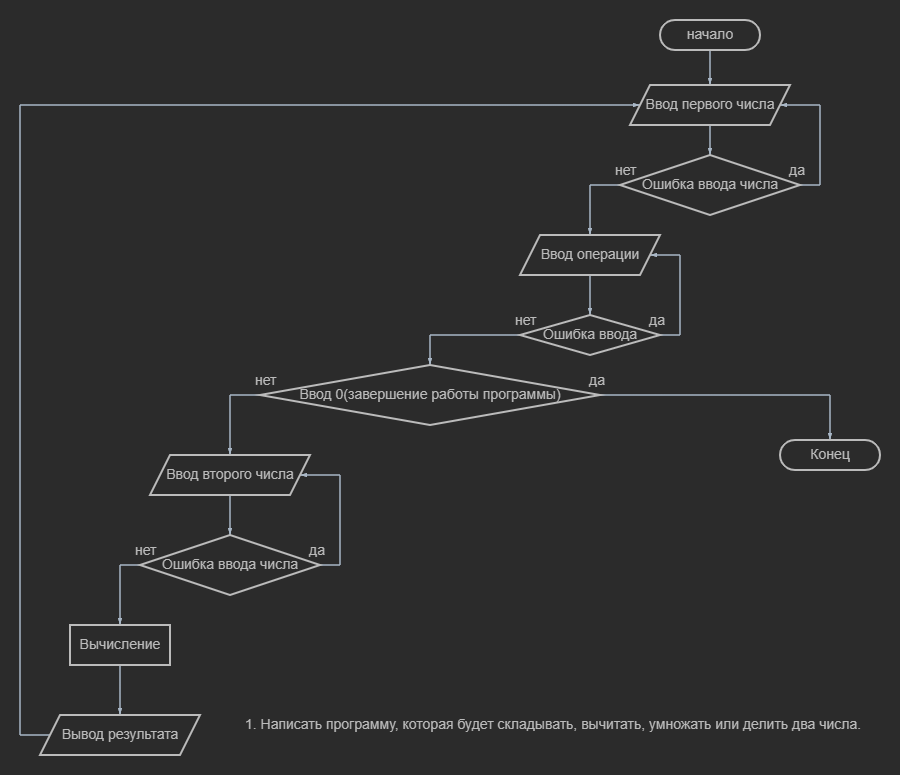 начало
Ввод первого числа
нет
Ошибка ввода числа
да
Ввод операции
нет
Ошибка ввода
да
нет
Ввод 0(завершение работы программы)
да
Конец
Ввод второго числа
нет
Ошибка ввода числа
да
Вычисление
Вывод результата
1. Написать программу, которая будет складывать, вычитать, умножать или делить два числа.